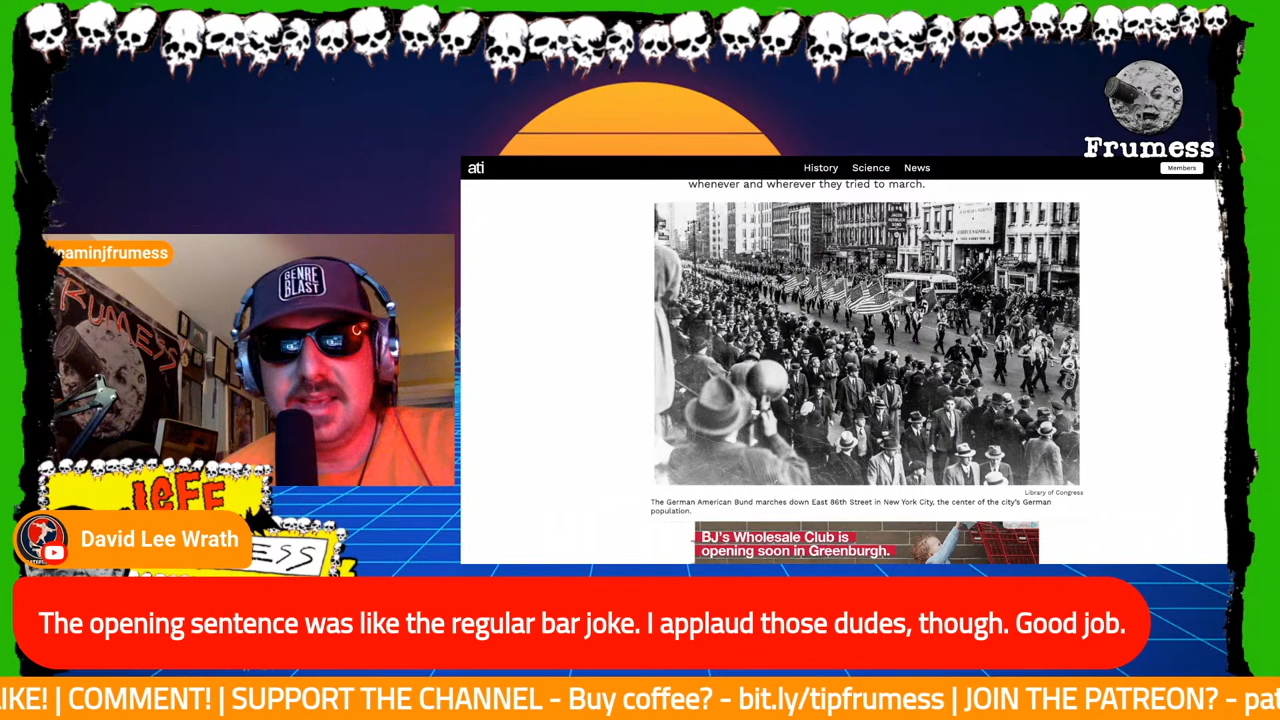 Frumess
ati
History
Science
News
Members
f
whenever and wherever they tried to march.
eaminjfrumess
GENRE
BLAST
FRUMESS
Library of Congress
The German American Bund marches down East 86th Street in New York City, the center of the city's German
population.
BJ's Wholesale Club is
opening soon in Greenburgh.
JEFF
ESS
David Lee Wrath
The opening sentence was like the regular bar joke. I applaud those dudes, though. Good job.
IKE! | COMMENT! | SUPPORT THE CHANNEL - Buy coffee? - bit.ly/tipfrumess | JOIN THE PATREON? - pat